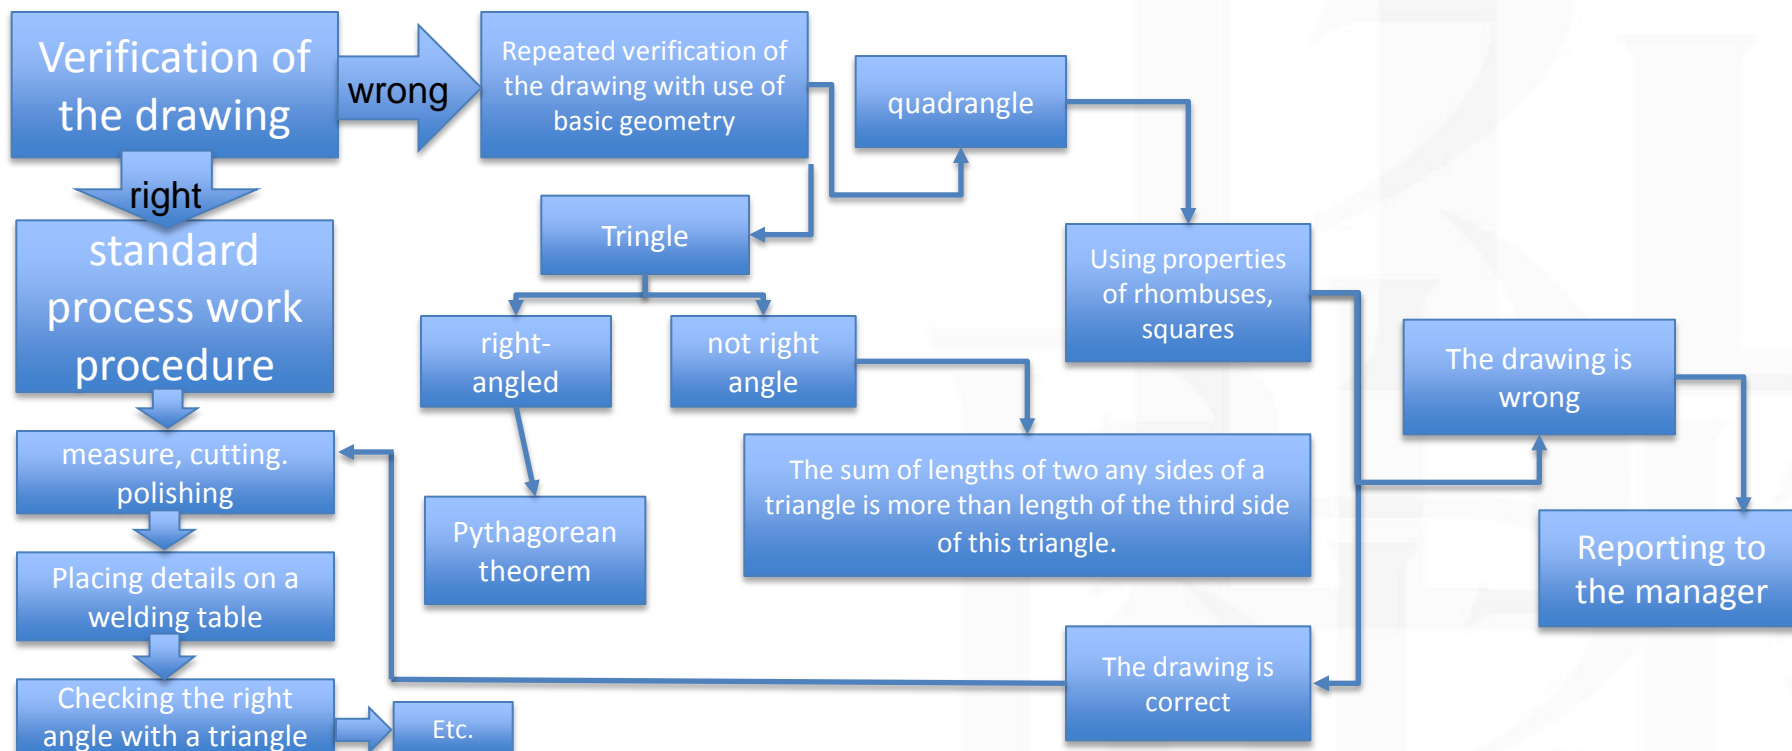 Verification of
the drawing
wrong
Repeated verification of
the drawing with use of
basic geometry
quadrangle
right
standard
process work
procedure
Tringle
Using properties
of rhombuses,
squares
right-
angled
not right
angle
The drawing is
wrong
measure, cutting.
polishing
The sum of lengths of two any sides of a
triangle is more than length of the third side
of this triangle.
Pythagorean
theorem
Reporting to
the manager
Placing details on a
welding table
The drawing is
correct
Checking the right
angle with a triangle
Etc.